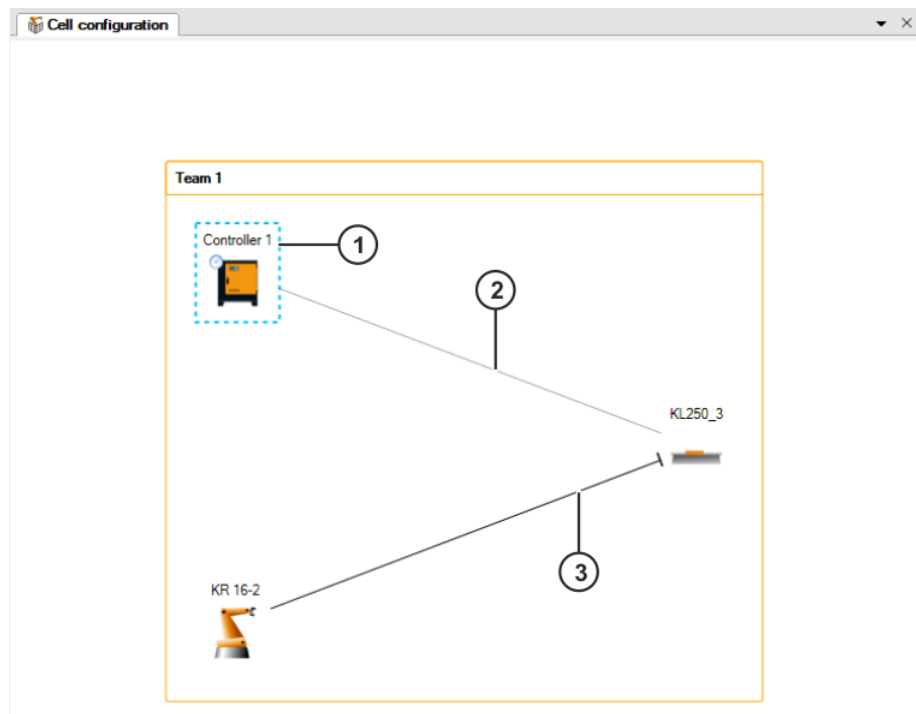 Cell configuration
Team 1
Controller 1
1
2
KL250_3
3
KR 16-2